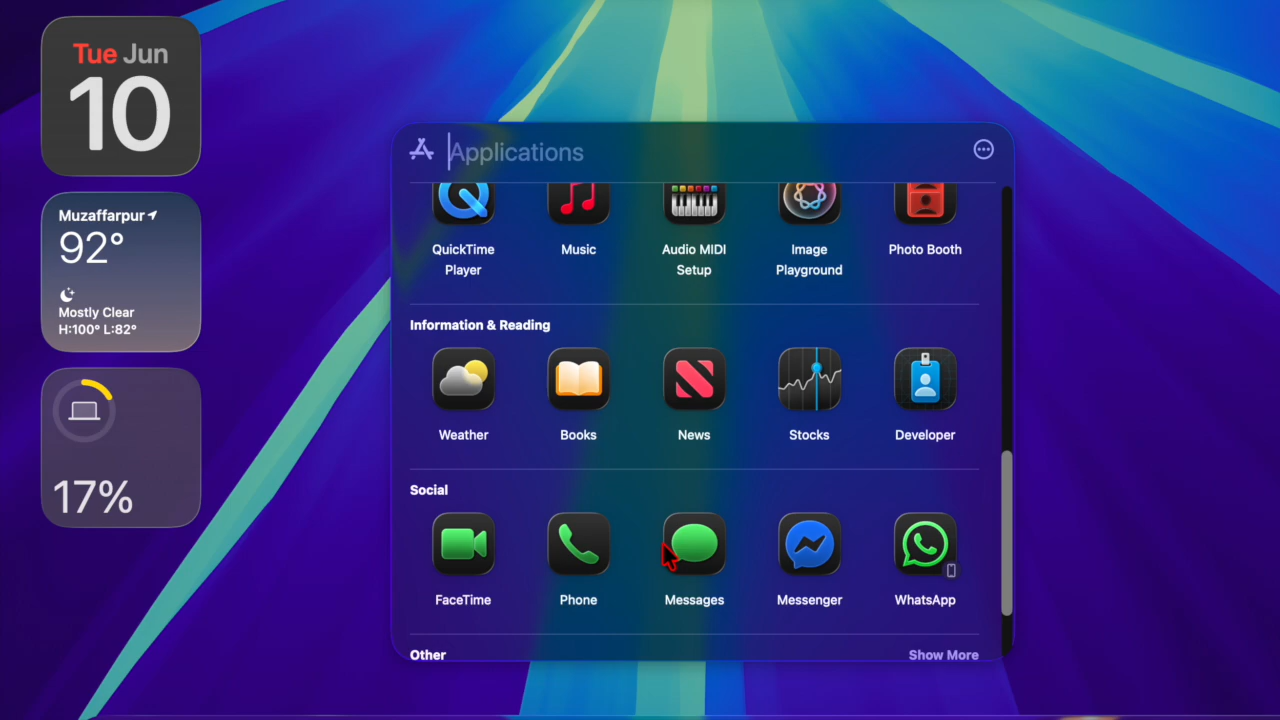 Tue Jun
10
Muzaffarpur
92°
Mostly Clear
H:100° L:82°
17%
Applications
QuickTime Player
Music
Audio MIDI Setup
Image Playground
Photo Booth
Information & Reading
Weather
Books
News
Stocks
Developer
Social
FaceTime
Phone
Messages
Messenger
WhatsApp
Other
Show More